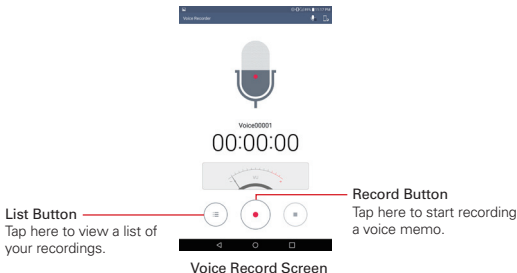 Voice Recorder
Voice00001
00:00:00
Record Button
Tap here to start recording
a voice memo.
List Button
Tap here to view a list of
your recordings.
Voice Record Screen